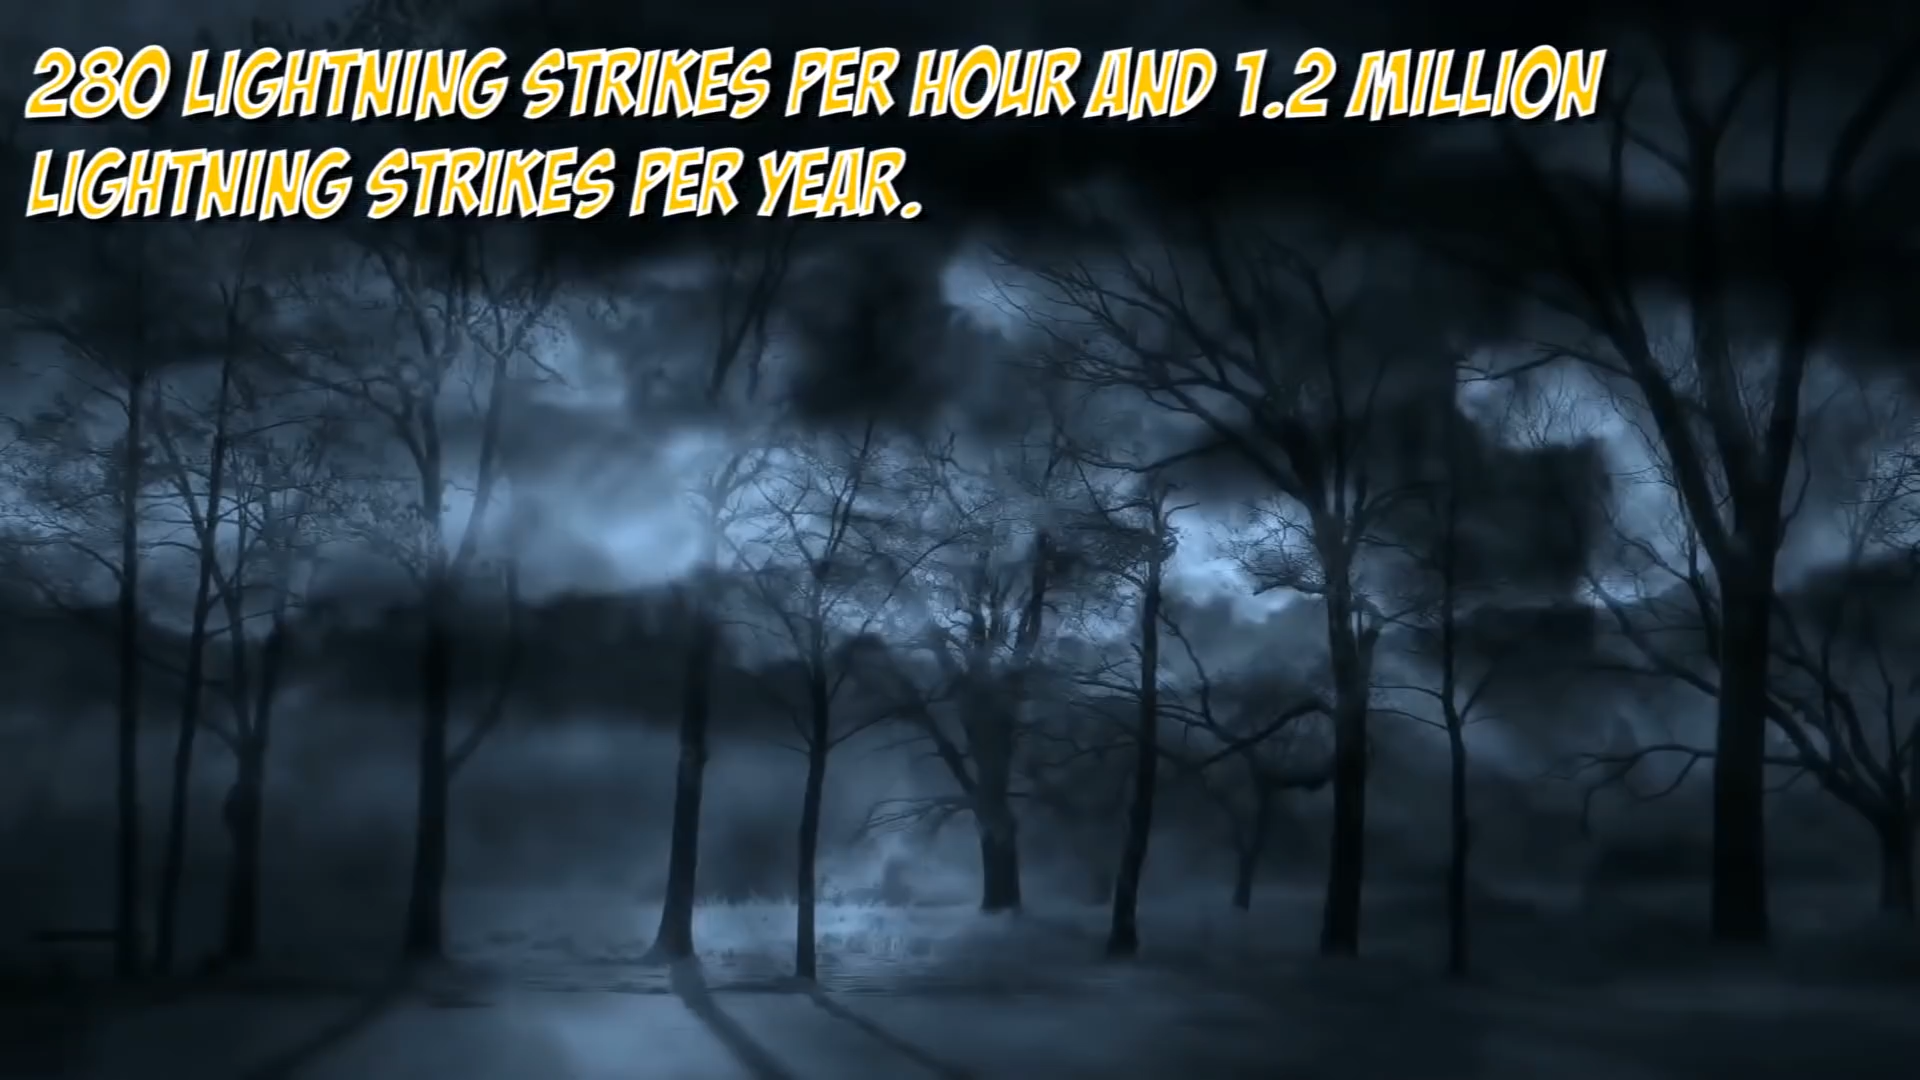 280 LIGHTNING STRIKES PER HOUR AND 1.2 MILLION
LIGHTNING STRIKES PER YEAR.